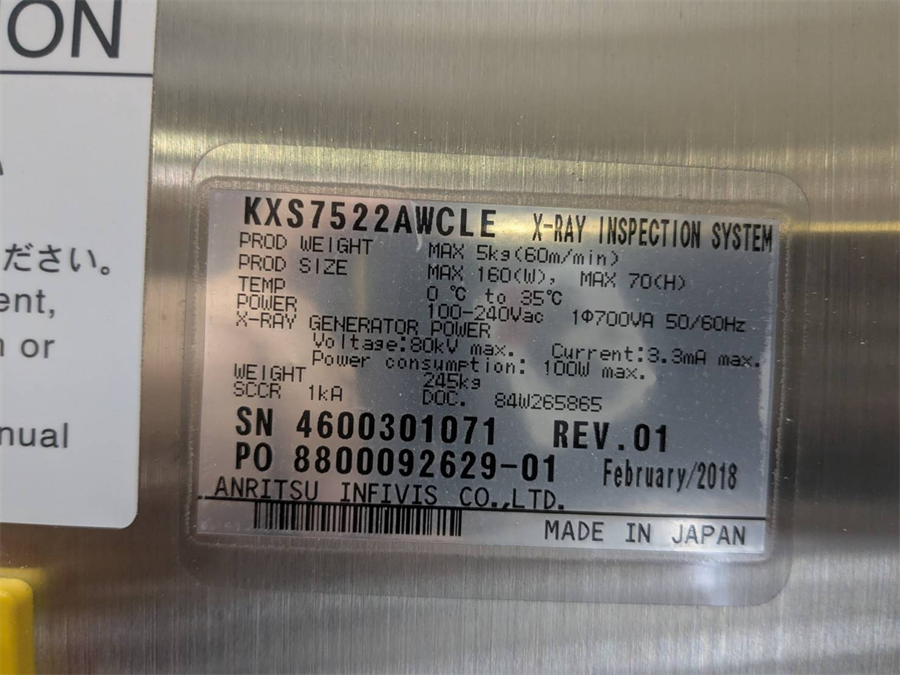 ON
ださい。
ent,
n or
nual
KXS7522AWCLE X-RAY INSPECTION SYSTEM
PROD WEIGHT MAX 5kg(60m/min)
PROD SIZE MAX 160(W), MAX 70(H)
TEMP 0 ℃ to 35℃
POWER 100-240Vac 1Φ700VA 50/60Hz
X-RAY GENERATOR POWER
Voltage:80kV max. Current:3.3mA max.
Power consumption: 100W max.
WEIGHT 245kg
SCCR 1kA DOC. 84W265865
SN 4600301071 REV.01
PO 8800092629-01 February/2018
ANRITSU INFIVIS CO.,LTD.
MADE IN JAPAN